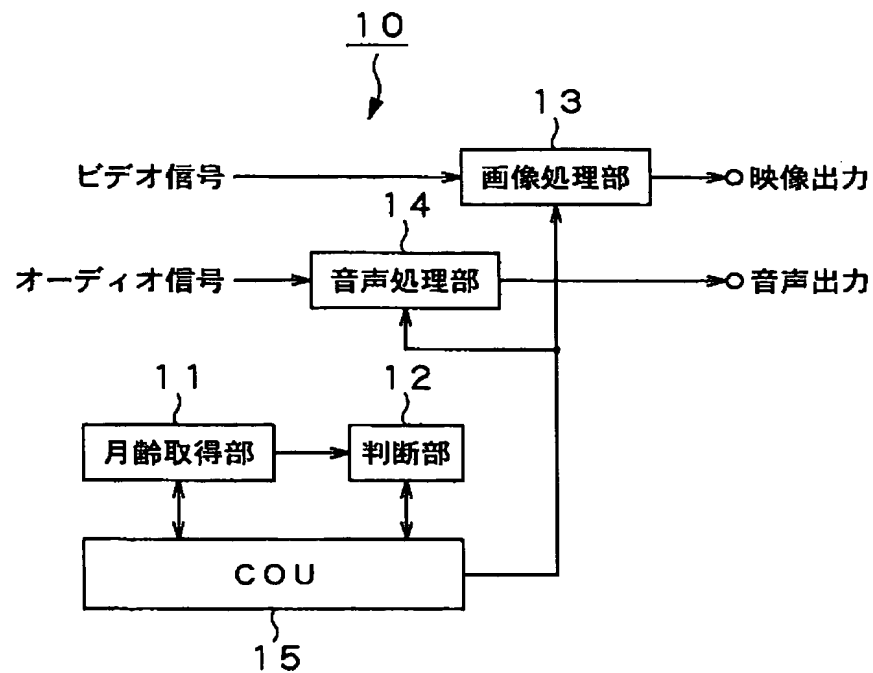 10
13
ビデオ信号
画像処理部
映像出力
14
オーディオ信号
音声処理部
音声出力
11
12
月齢取得部
判断部
COU
15